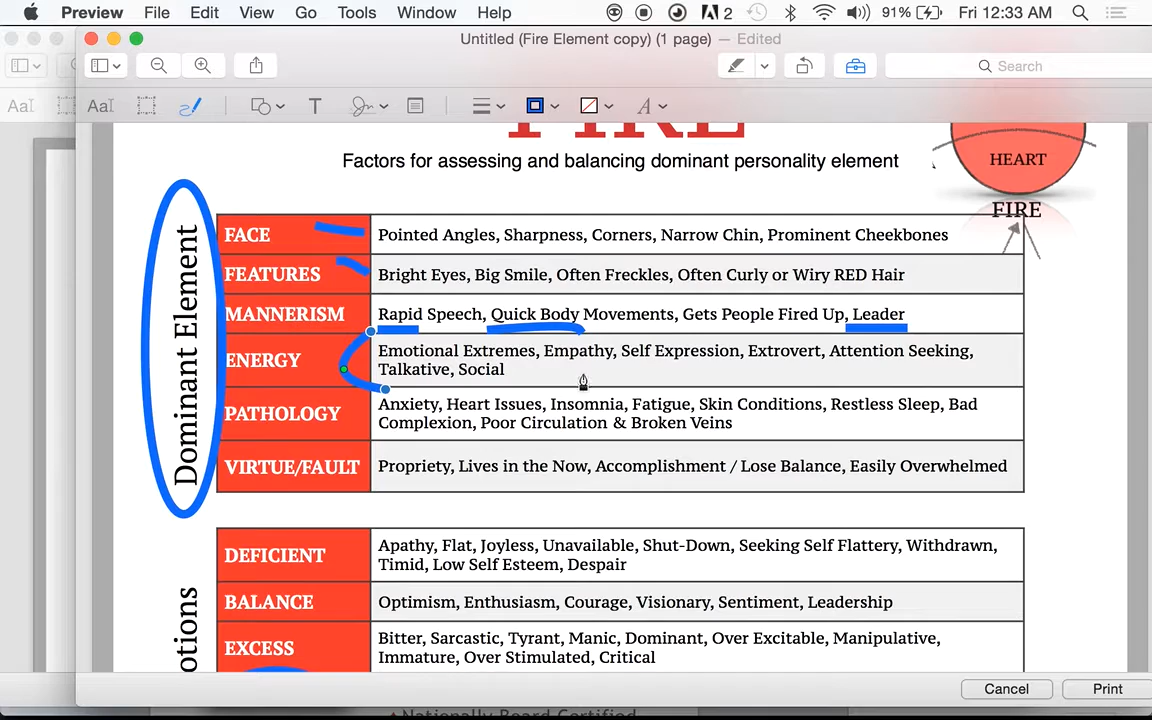 Preview File Edit View Go Tools Window Help 2 91% Fri 12:33 AM
Untitled (Fire Element copy) (1 page) — Edited
Search
AaI AaI T A
FIRE
Factors for assessing and balancing dominant personality element
HEART
FIRE
Dominant Element
FACE Pointed Angles, Sharpness, Corners, Narrow Chin, Prominent Cheekbones
FEATURES Bright Eyes, Big Smile, Often Freckles, Often Curly or Wiry RED Hair
MANNERISM Rapid Speech, Quick Body Movements, Gets People Fired Up, Leader
ENERGY Emotional Extremes, Empathy, Self Expression, Extrovert, Attention Seeking,
Talkative, Social
PATHOLOGY Anxiety, Heart Issues, Insomnia, Fatigue, Skin Conditions, Restless Sleep, Bad
Complexion, Poor Circulation & Broken Veins
VIRTUE/FAULT Propriety, Lives in the Now, Accomplishment / Lose Balance, Easily Overwhelmed
otions
DEFICIENT Apathy, Flat, Joyless, Unavailable, Shut-Down, Seeking Self Flattery, Withdrawn,
Timid, Low Self Esteem, Despair
BALANCE Optimism, Enthusiasm, Courage, Visionary, Sentiment, Leadership
EXCESS Bitter, Sarcastic, Tyrant, Manic, Dominant, Over Excitable, Manipulative,
Immature, Over Stimulated, Critical
Cancel Print
Nationally Board Certified